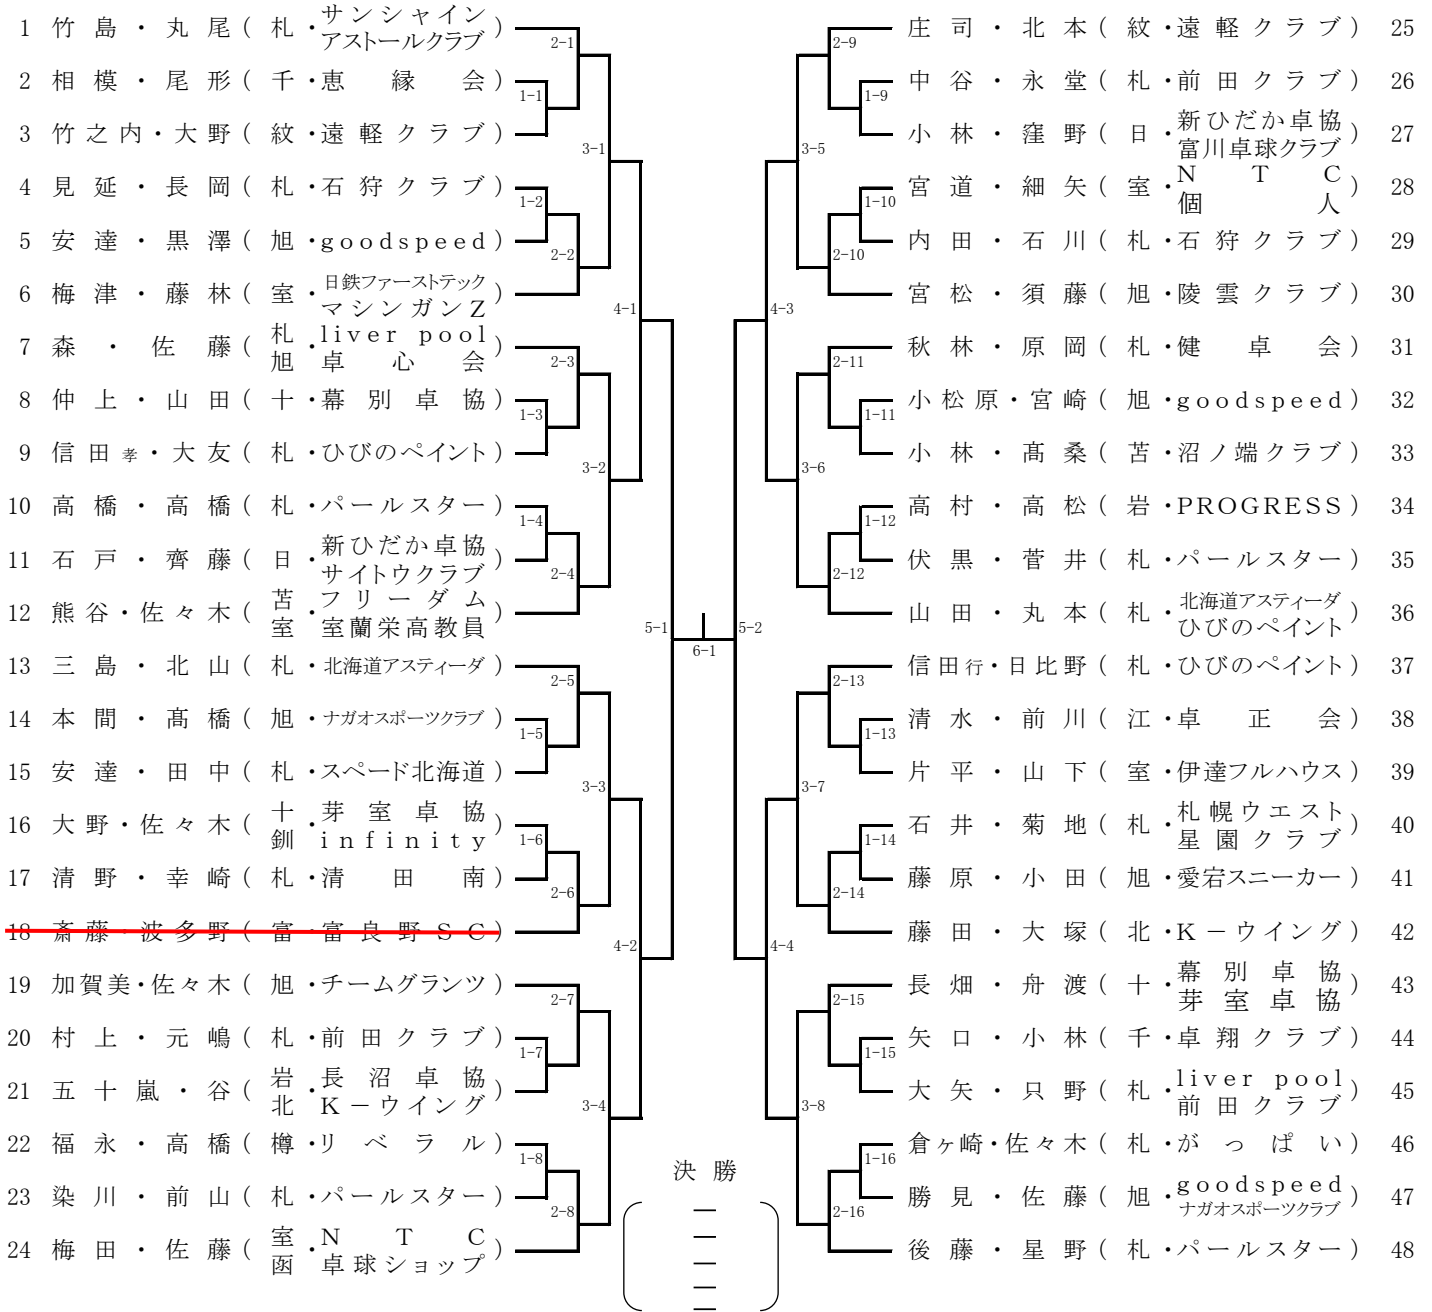 1 竹島・丸尾(札・サンシャイン アストールクラブ)
2 相模・尾形(千・恵縁会)
3 竹之内・大野(紋・遠軽クラブ)
4 見延・長岡(札・石狩クラブ)
5 安達・黒澤(旭・goodspeed)
6 梅津・藤林(室・日鉄ファーストテック マシンガンZ)
7 森・佐藤(札 旭・liver pool 卓心会)
8 仲上・山田(十・幕別卓協)
9 信田孝・大友(札・ひびのペイント)
10 高橋・高橋(札・パールスター)
11 石戸・齊藤(日・新ひだか卓協 サイトウクラブ)
12 熊谷・佐々木(苫 室・フリーダム 室蘭栄高教員)
13 三島・北山(札・北海道アスティーダ)
14 本間・髙橋(旭・ナガオスポーツクラブ)
15 安達・田中(札・スペード北海道)
16 大野・佐々木(十 釧・芽室卓協 infinity)
17 清野・幸崎(札・清田南)
18 斎藤・波多野(富・富良野SC)
19 加賀美・佐々木(旭・チームグランツ)
20 村上・元嶋(札・前田クラブ)
21 五十嵐・谷(岩 北・長沼卓協 K－ウイング)
22 福永・高橋(樽・リベラル)
23 染川・前山(札・パールスター)
24 梅田・佐藤(室 函・NTC 卓球ショップ)
1-1
1-2
1-3
1-4
1-5
1-6
1-7
1-8
2-1
2-2
2-3
2-4
2-5
2-6
2-7
2-8
3-1
3-2
3-3
3-4
4-1
4-2
5-1
6-1
5-2
4-3
4-4
3-5
3-6
3-7
3-8
2-9
2-10
2-11
2-12
2-13
2-14
2-15
2-16
1-9
1-10
1-11
1-12
1-13
1-14
1-15
1-16
庄司・北本(紋・遠軽クラブ) 25
中谷・永堂(札・前田クラブ) 26
小林・窪野(日・新ひだか卓協 富川卓球クラブ) 27
宮道・細矢(室・NTC 個人) 28
内田・石川(札・石狩クラブ) 29
宮松・須藤(旭・陵雲クラブ) 30
秋林・原岡(札・健卓会) 31
小松原・宮崎(旭・goodspeed) 32
小林・髙桑(苫・沼ノ端クラブ) 33
高村・高松(岩・PROGRESS) 34
伏黒・菅井(札・パールスター) 35
山田・丸本(札・北海道アスティーダ ひびのペイント) 36
信田行・日比野(札・ひびのペイント) 37
清水・前川(江・卓正会) 38
片平・山下(室・伊達フルハウス) 39
石井・菊地(札・札幌ウエスト 星園クラブ) 40
藤原・小田(旭・愛宕スニーカー) 41
藤田・大塚(北・K－ウイング) 42
長畑・舟渡(十・幕別卓協 芽室卓協) 43
矢口・小林(千・卓翔クラブ) 44
大矢・只野(札・liver pool 前田クラブ) 45
倉ヶ崎・佐々木(札・がっぱい) 46
勝見・佐藤(旭・goodspeed ナガオスポーツクラブ) 47
後藤・星野(札・パールスター) 48
決勝
―
―
―
―
―